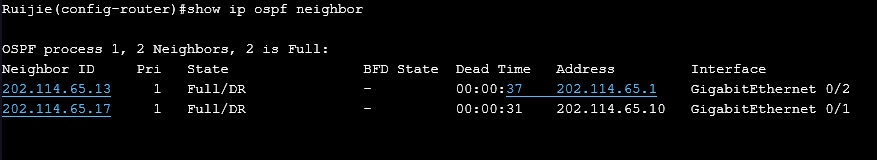 Ruijie(config-router)#show ip ospf neighbor
OSPF process 1, 2 Neighbors, 2 is Full:
Neighbor ID     Pri   State                BFD State  Dead Time   Address         Interface
202.114.65.13     1   Full/DR              -          00:00:37    202.114.65.1    GigabitEthernet 0/2
202.114.65.17     1   Full/DR              -          00:00:31    202.114.65.10   GigabitEthernet 0/1